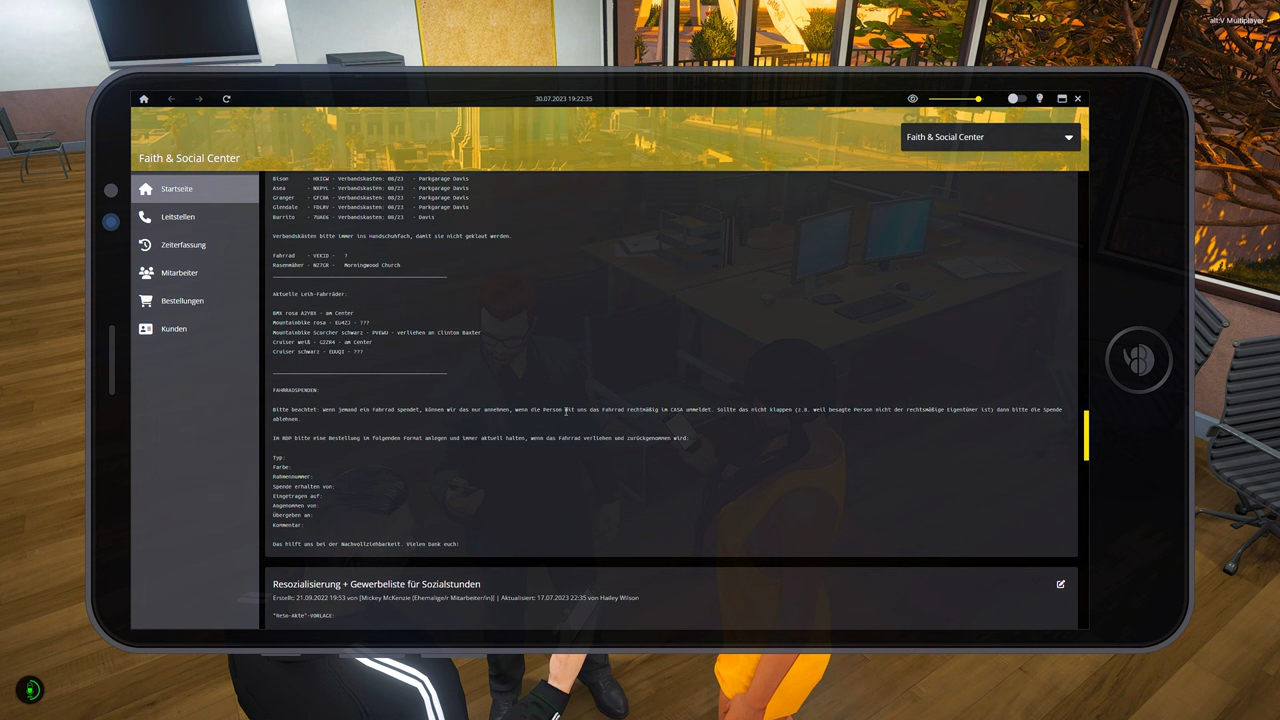 alt:V Multiplayer
30.07.2023 19:22:35
Faith & Social Center
Faith & Social Center
Startseite
Leitstellen
Zeiterfassung
Mitarbeiter
Bestellungen
Kunden
Bison - HXIGW - Verbandskasten: 08/23 - Parkgarage Davis
Asea - NXPYL - Verbandskasten: 08/23 - Parkgarage Davis
Granger - GFC0A - Verbandskasten: 08/23 - Parkgarage Davis
Glendale - FDLRV - Verbandskasten: 08/23 - Parkgarage Davis
Burrito - 7UAE6 - Verbandskasten: 08/23 - Davis
Verbandskästen bitte immer ins Handschuhfach, damit sie nicht geklaut werden.
Fahrrad - VEKID - ?
Rasenmäher - NZ7GR - Morningwood Church
Aktuelle Leih-Fahrräder:
BMX rosa A2Y8X - am Center
Mountainbike rosa - EU4ZJ - ???
Mountainbike Scorcher schwarz - PVEWU - verliehen an Clinton Baxter
Cruiser weiß - G2ZR4 - am Center
Cruiser schwarz - EUUQI - ???
FAHRRADSPENDEN:
Bitte beachtet: Wenn jemand ein Fahrrad spendet, können wir das nur annehmen, wenn die Person mit uns das Fahrrad rechtmäßig im CASA ummeldet. Sollte das nicht klappen (z.B. weil besagte Person nicht der rechtsmäßige Eigentümer ist) dann bitte die Spende
ablehnen.
Im RDP bitte eine Bestellung im folgenden Format anlegen und immer aktuell halten, wenn das Fahrrad verliehen und zurückgenommen wird:
Typ:
Farbe:
Rahmennummer:
Spende erhalten von:
Eingetragen auf:
Angenommen von:
Übergeben an:
Kommentar:
Das hilft uns bei der Nachvollziehbarkeit. Vielen Dank euch!
Resozialisierung + Gewerbeliste für Sozialstunden
Erstellt: 21.09.2022 19:53 von [Mickey McKenzie [Ehemalige/r Mitarbeiter/in]] | Aktualisiert: 17.07.2023 22:35 von Hailey Wilson
"Reso-Akte"-VORLAGE: